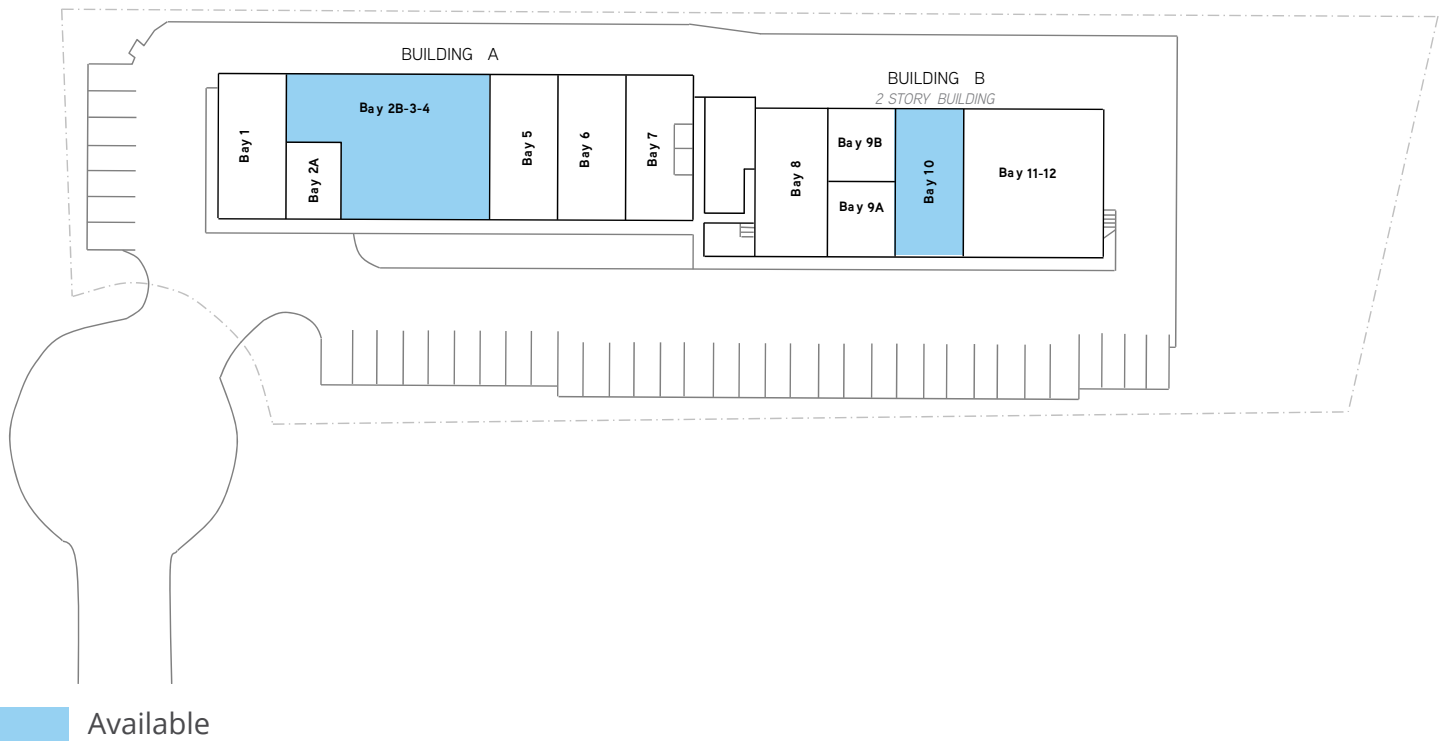 BUILDING A
BUILDING B
2 STORY BUILDING
Bay 1
Bay 2B-3-4
Bay 2A
Bay 5
Bay 6
Bay 7
Bay 8
Bay 9B
Bay 9A
Bay 10
Bay 11-12
Available